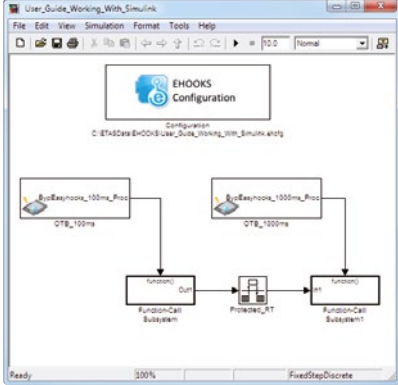 User_Guide_Working_With_Simulink
File Edit View Simulation Format Tools Help
10.0 Normal
EHOOKS
Configuration
Configuration
C:\ETASData\EHOOKS\User_Guide_Working_With_Simulink.ehcfg
BypEasyhooks_100ms_Proc
OTB_100ms
BypEasyhooks_1000ms_Proc
OTB_1000ms
function()
Out1
Function-Call
Subsystem
Protected_RT
function()
In1
Function-Call
Subsystem1
Ready 100% FixedStepDiscrete